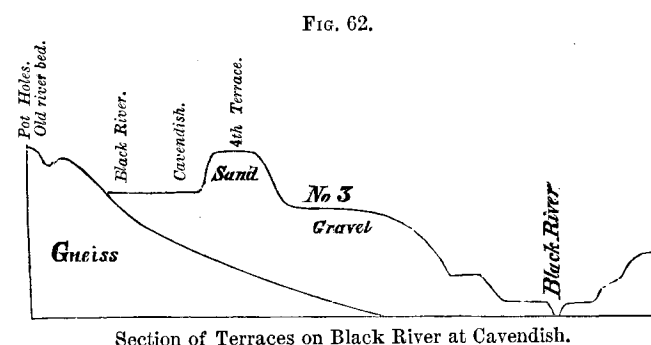 FIG. 62.
Pot Holes.
Old river bed.
Black River.
Cavendish.
4th Terrace.
Sand
No 3
Gravel
Gneiss
Black River
Section of Terraces on Black River at Cavendish.